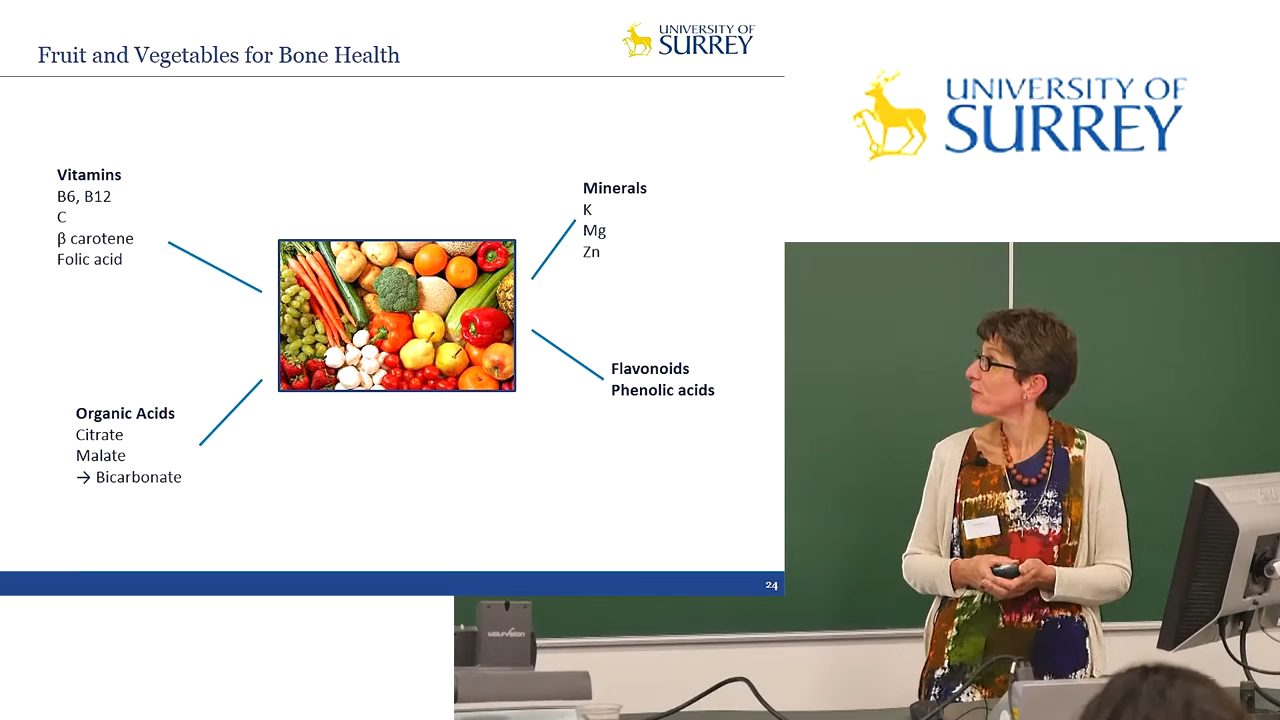 Fruit and Vegetables for Bone Health
UNIVERSITY OF
SURREY
UNIVERSITY OF
SURREY
Vitamins
B6, B12
C
β carotene
Folic acid
Minerals
K
Mg
Zn
Flavonoids
Phenolic acids
Organic Acids
Citrate
Malate
→ Bicarbonate
24
wolfvision